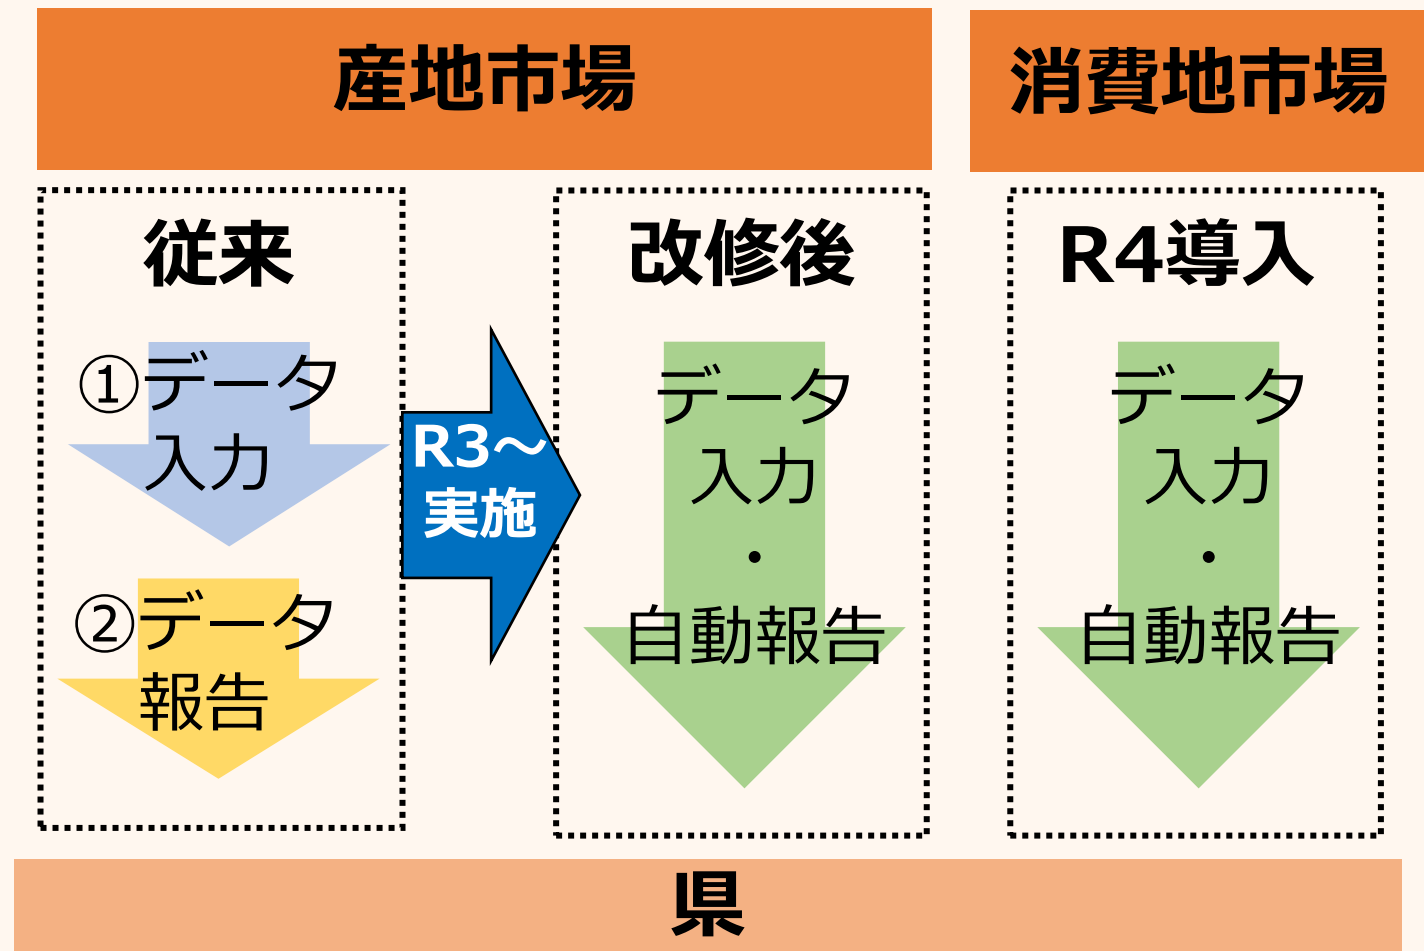 産地市場
消費地市場
従来
①データ
入力
②データ
報告
R3～
実施
改修後
データ
入力
・
自動報告
R4導入
データ
入力
・
自動報告
県